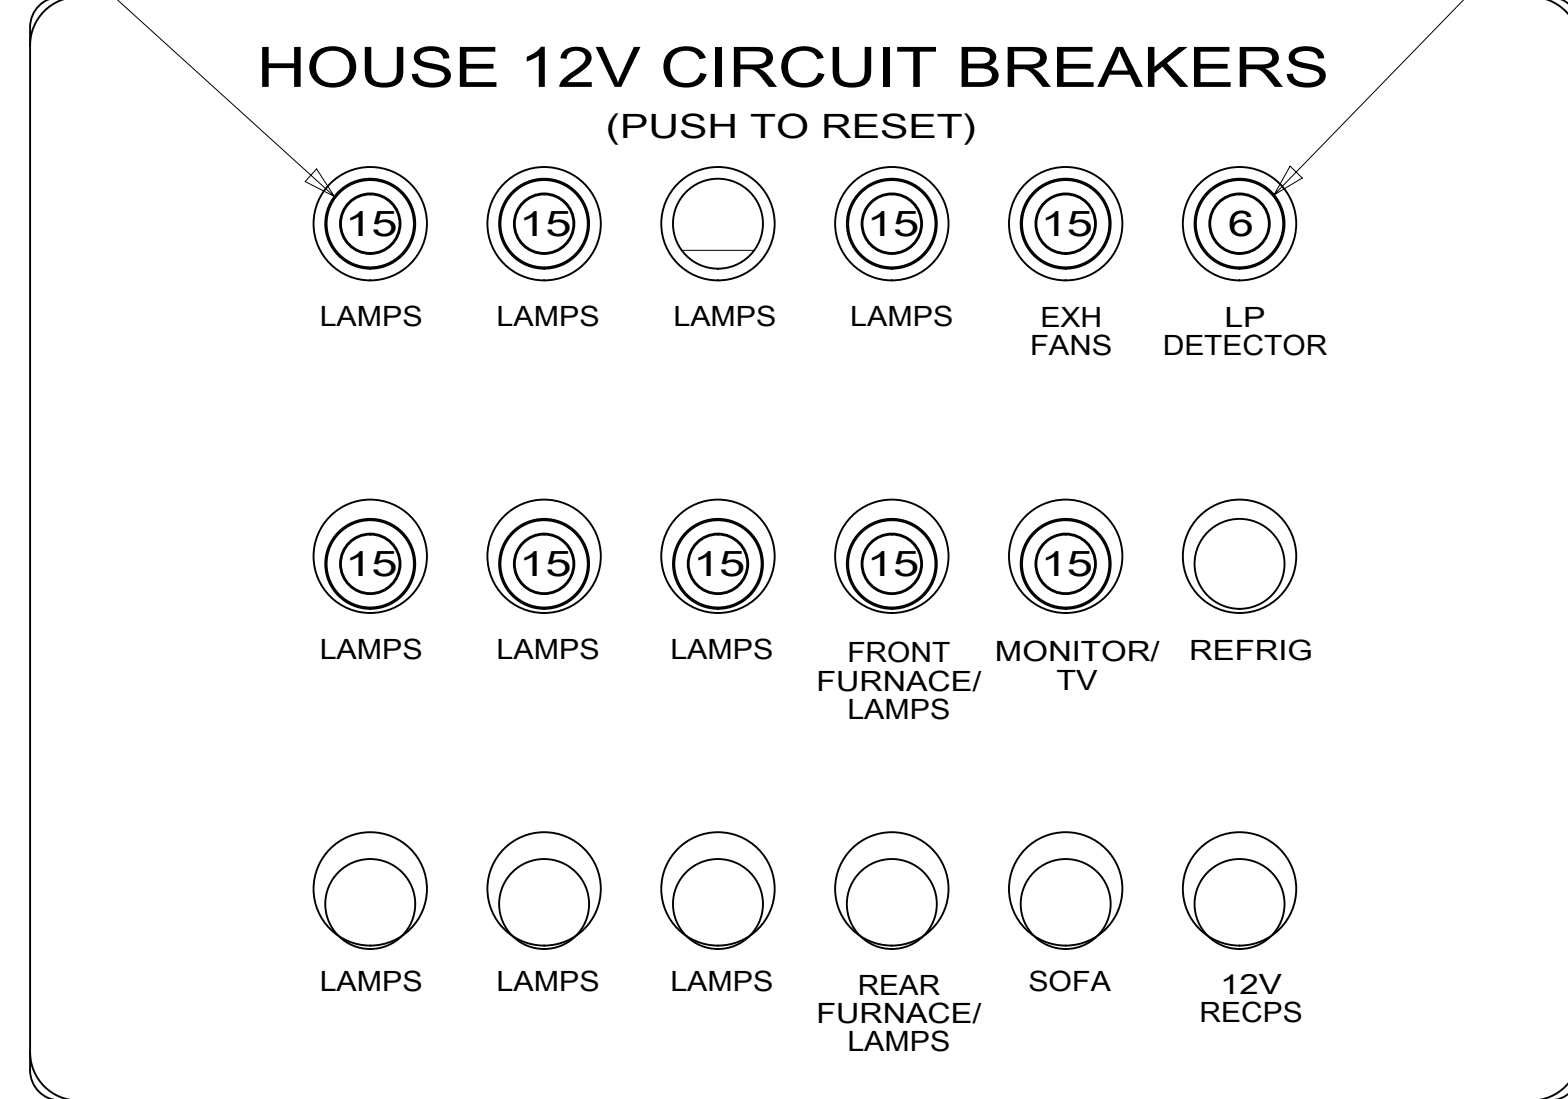 HOUSE 12V CIRCUIT BREAKERS
(PUSH TO RESET)
15 15 15 15 6
LAMPS LAMPS LAMPS LAMPS EXH FANS LP DETECTOR
15 15 15 15 15
LAMPS LAMPS LAMPS FRONT FURNACE/ LAMPS MONITOR/ TV REFRIG
LAMPS LAMPS LAMPS REAR FURNACE/ LAMPS SOFA 12V RECPS